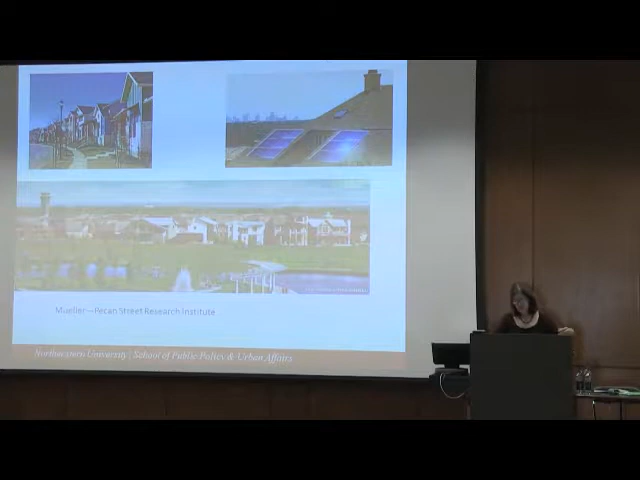 Mueller – Pecan Street Research Institute
Northeastern University | School of Public Policy & Urban Affairs